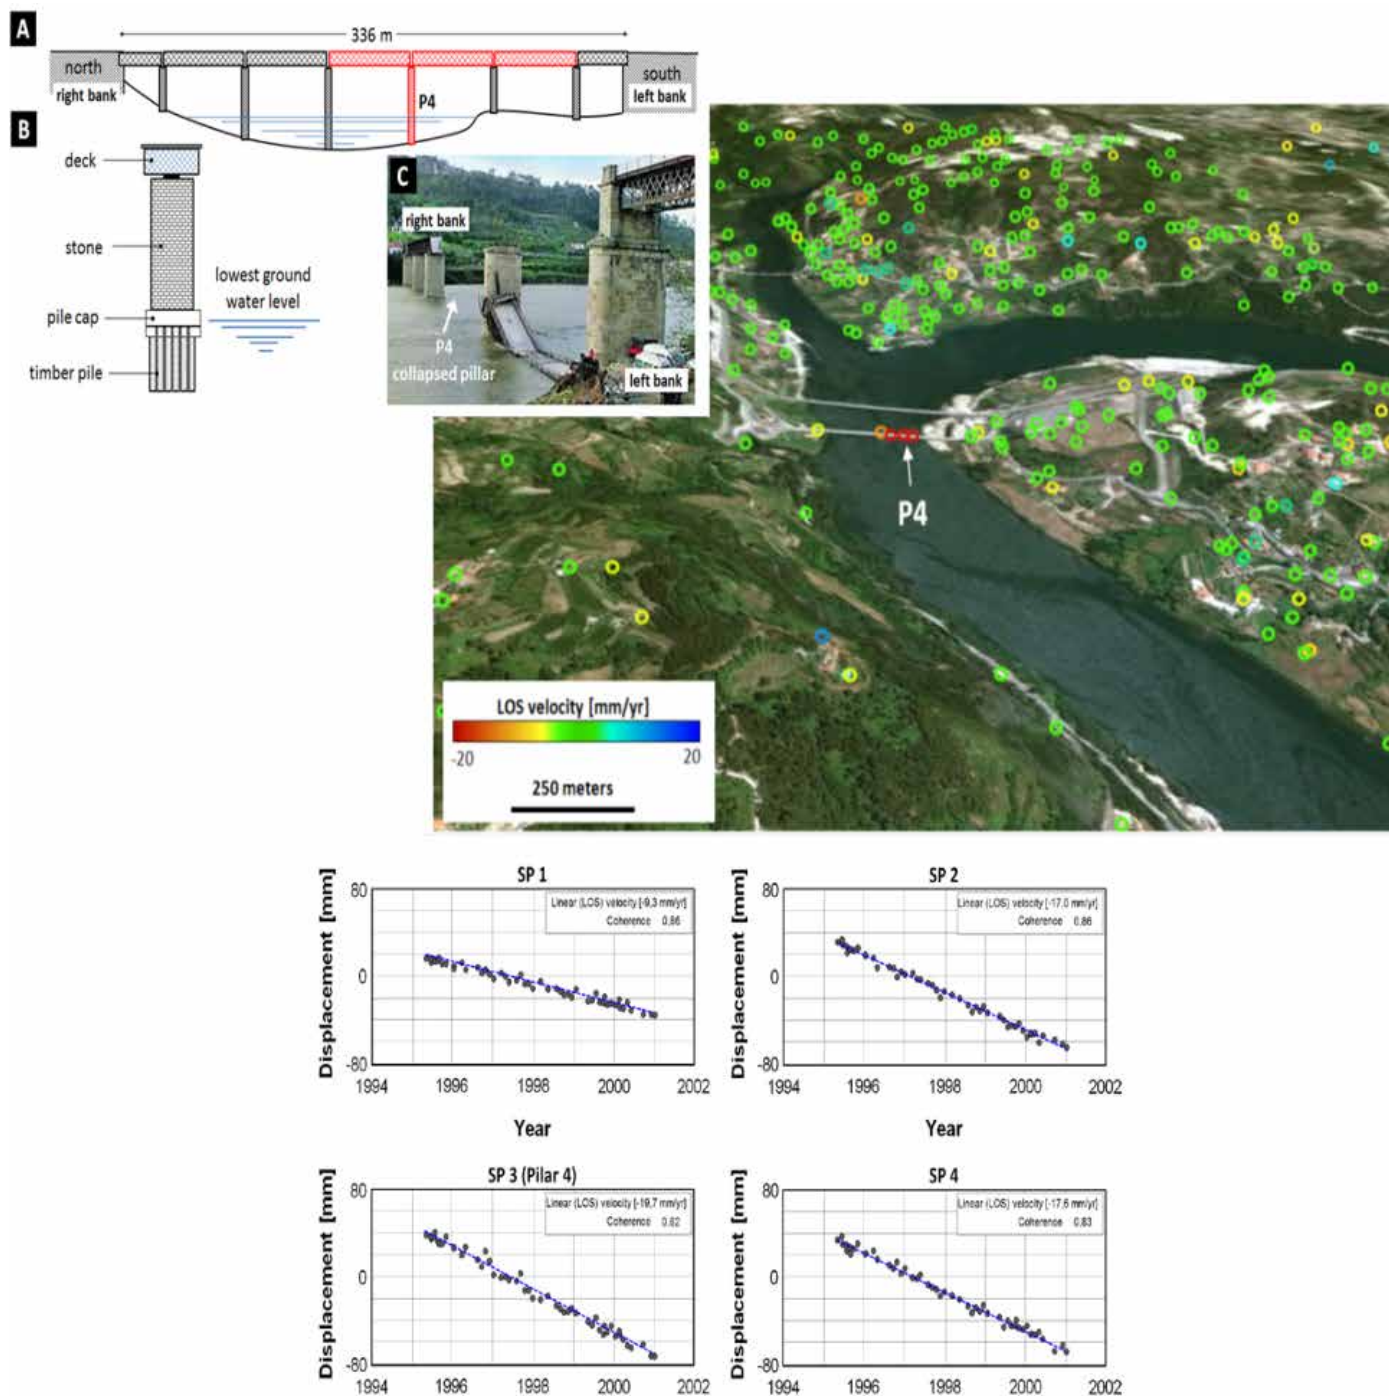 A
336 m
north
right bank
P4
south
left bank
B
deck
stone
pile cap
timber pile
lowest ground
water level
C
right bank
P4
collapsed pillar
left bank
P4
LOS velocity [mm/yr]
-20
20
250 meters
SP 1
Displacement [mm]
80
0
-80
Linear (LOS) velocity [-9,3 mm/yr]
Coherence 0,86
1994
1996
1998
2000
2002
Year
SP 2
Displacement [mm]
80
0
-80
Linear (LOS) velocity [-17,0 mm/yr]
Coherence 0,86
1994
1996
1998
2000
2002
Year
SP 3 (Pilar 4)
Displacement [mm]
80
0
-80
Linear (LOS) velocity [-19,7 mm/yr]
Coherence 0,82
1994
1996
1998
2000
2002
SP 4
Displacement [mm]
80
0
-80
Linear (LOS) velocity [-17,6 mm/yr]
Coherence 0,83
1994
1996
1998
2000
2002